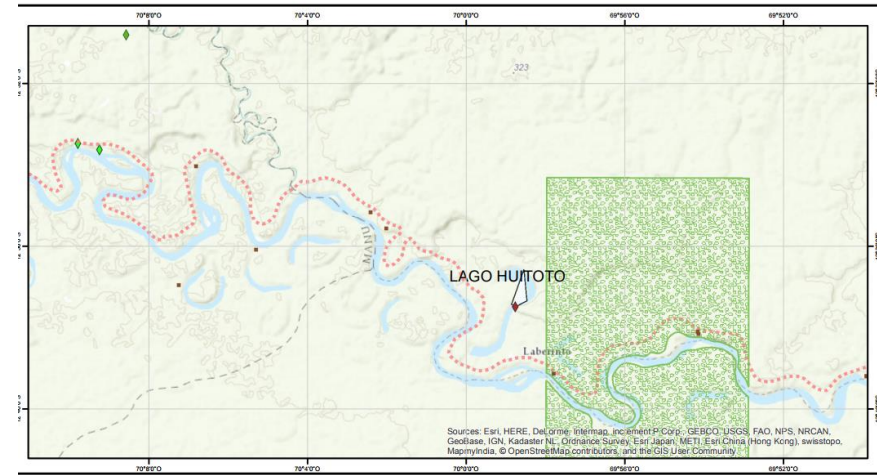 70°8'0"O 70°4'0"O 70°0'0"O 69°56'0"O 69°52'0"O
323
MANU
LAGO HUITOTO
Laberinto
Sources: Esri, HERE, DeLorme, Intermap, increment P Corp., GEBCO, USGS, FAO, NPS, NRCAN,
GeoBase, IGN, Kadaster NL, Ordnance Survey, Esri Japan, METI, Esri China (Hong Kong), swisstopo,
MapmyIndia, © OpenStreetMap contributors, and the GIS User Community
70°8'0"O 70°4'0"O 70°0'0"O 69°56'0"O 69°52'0"O